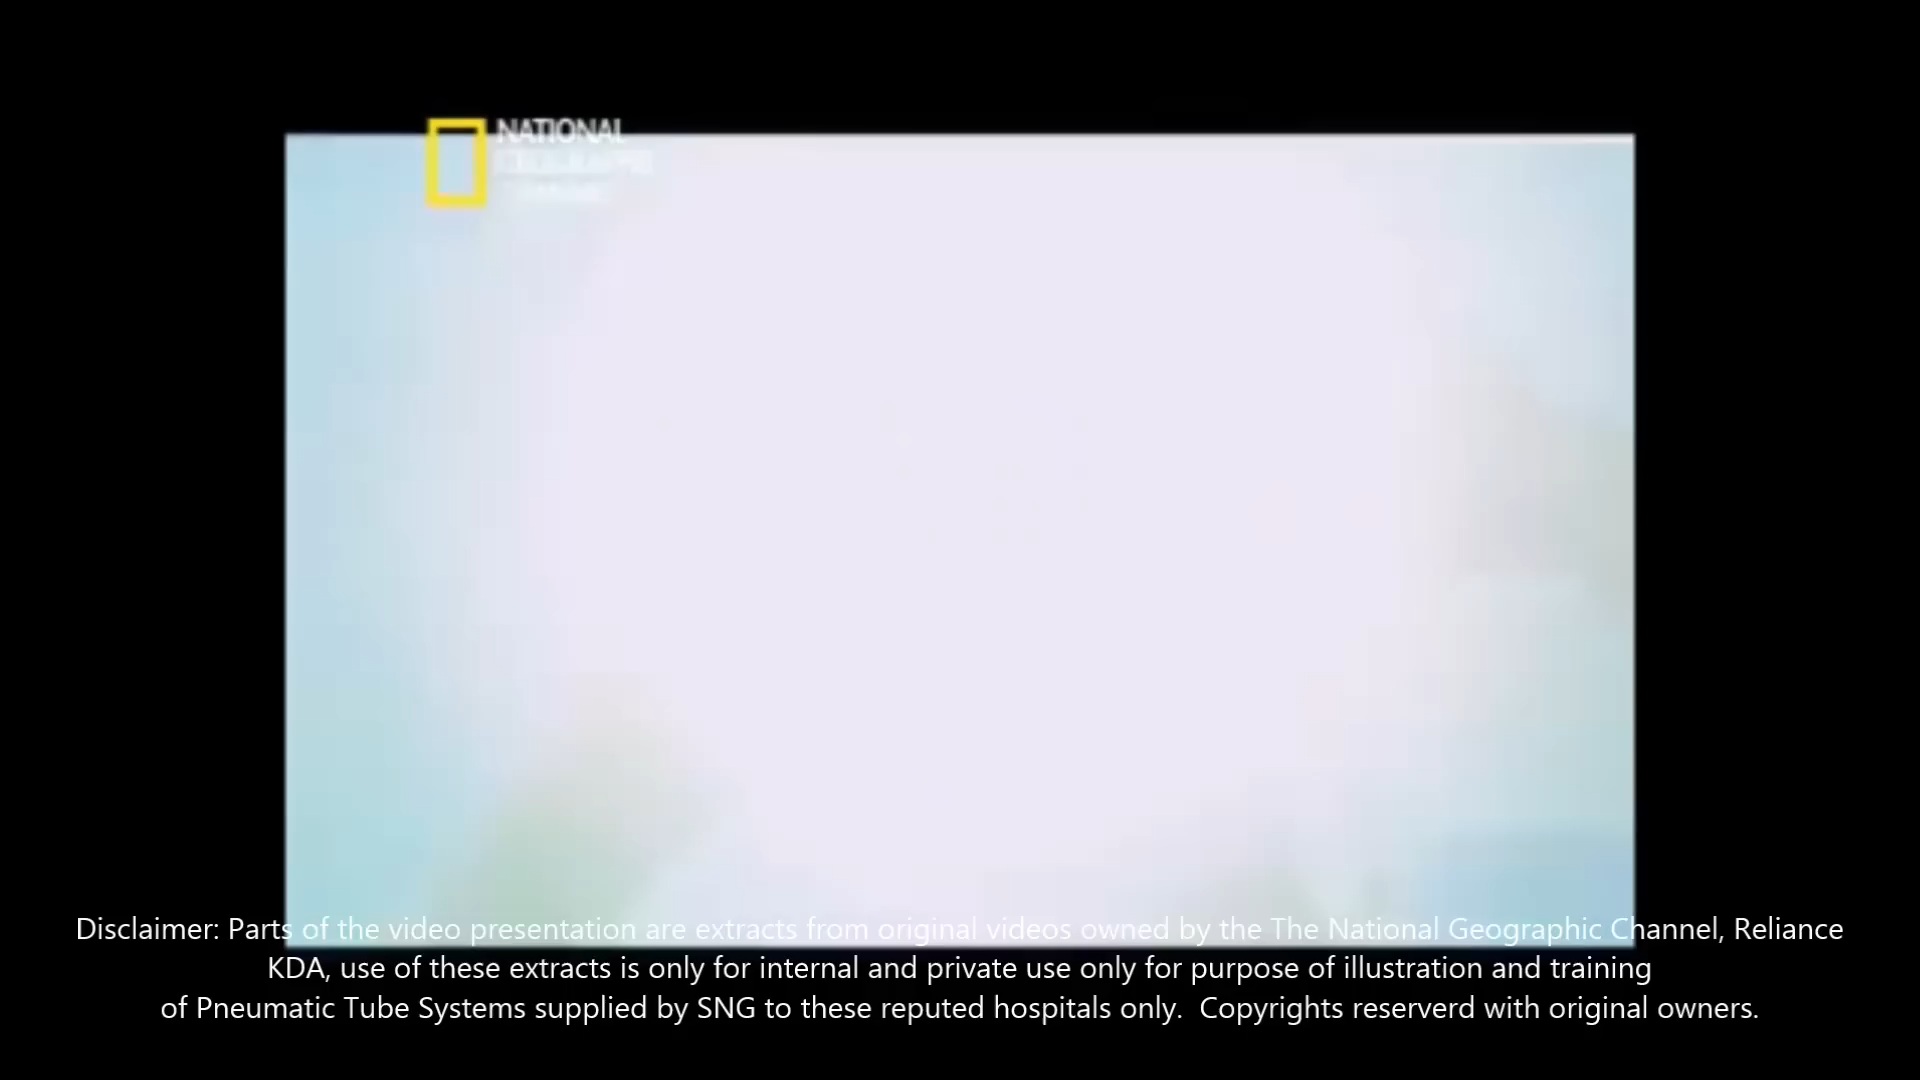 NATIONAL
GEOGRAPHIC
CHANNEL
Disclaimer: Parts of the video presentation are extracts from original videos owned by the The National Geographic Channel, Reliance
KDA, use of these extracts is only for internal and private use only for purpose of illustration and training
of Pneumatic Tube Systems supplied by SNG to these reputed hospitals only.  Copyrights reserverd with original owners.